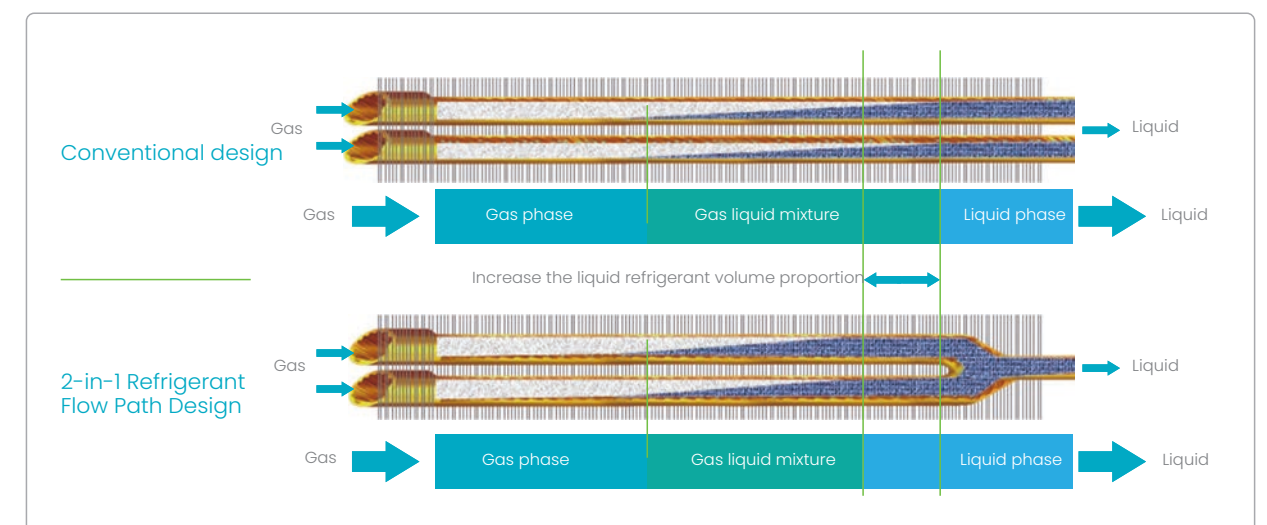 Gas
Liquid
Conventional design
Gas
Gas phase
Gas liquid mixture
Liquid phase
Liquid
Increase the liquid refrigerant volume proportion
Gas
Liquid
2-in-1 Refrigerant
Flow Path Design
Gas
Gas phase
Gas liquid mixture
Liquid phase
Liquid